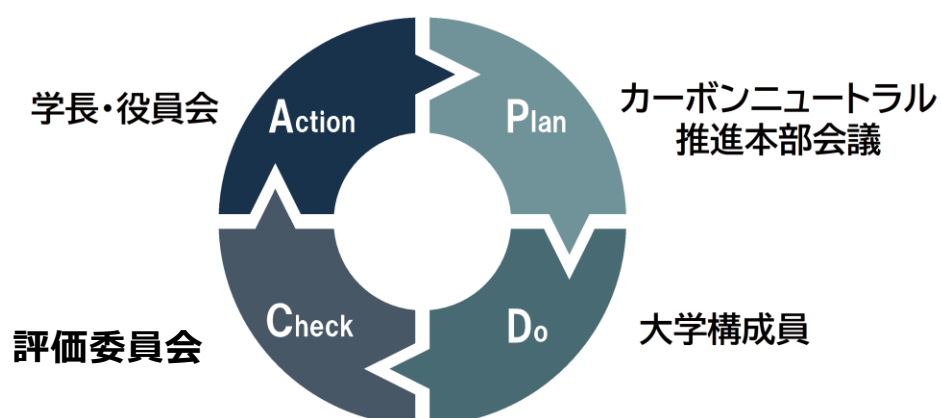 学長・役員会
Action
Plan
カーボンニュートラル
推進本部会議
評価委員会
Check
Do
大学構成員